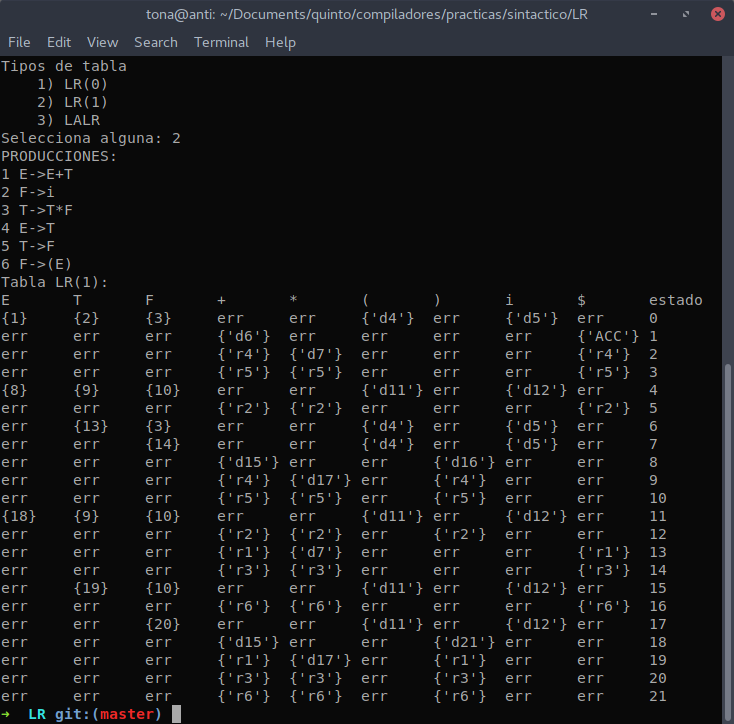 tona@anti: ~/Documents/quinto/compiladores/practicas/sintactico/LR
File Edit View Search Terminal Help
Tipos de tabla
    1) LR(0)
    2) LR(1)
    3) LALR
Selecciona alguna: 2
PRODUCCIONES:
1 E->E+T
2 F->i
3 T->T*F
4 E->T
5 T->F
6 F->(E)
Tabla LR(1):
E       T       F       +       *       (       )       i       $       estado
{1}     {2}     {3}     err     err     {'d4'}  err     {'d5'}  err     0
err     err     err     {'d6'}  err     err     err     err     {'ACC'} 1
err     err     err     {'r4'}  {'d7'}  err     err     err     {'r4'}  2
err     err     err     {'r5'}  {'r5'}  err     err     err     {'r5'}  3
{8}     {9}     {10}    err     err     {'d11'} err     {'d12'} err     4
err     err     err     {'r2'}  {'r2'}  err     err     err     {'r2'}  5
err     {13}    {3}     err     err     {'d4'}  err     {'d5'}  err     6
err     err     {14}    err     err     {'d4'}  err     {'d5'}  err     7
err     err     err     {'d15'} err     err     {'d16'} err     err     8
err     err     err     {'r4'}  {'d17'} err     {'r4'}  err     err     9
err     err     err     {'r5'}  {'r5'}  err     {'r5'}  err     err     10
{18}    {9}     {10}    err     err     {'d11'} err     {'d12'} err     11
err     err     err     {'r2'}  {'r2'}  err     {'r2'}  err     err     12
err     err     err     {'r1'}  {'d7'}  err     err     err     {'r1'}  13
err     err     err     {'r3'}  {'r3'}  err     err     err     {'r3'}  14
err     {19}    {10}    err     err     {'d11'} err     {'d12'} err     15
err     err     err     {'r6'}  {'r6'}  err     err     err     {'r6'}  16
err     err     {20}    err     err     {'d11'} err     {'d12'} err     17
err     err     err     {'d15'} err     err     {'d21'} err     err     18
err     err     err     {'r1'}  {'d17'} err     {'r1'}  err     err     19
err     err     err     {'r3'}  {'r3'}  err     {'r3'}  err     err     20
err     err     err     {'r6'}  {'r6'}  err     {'r6'}  err     err     21
➜  LR git:(master)